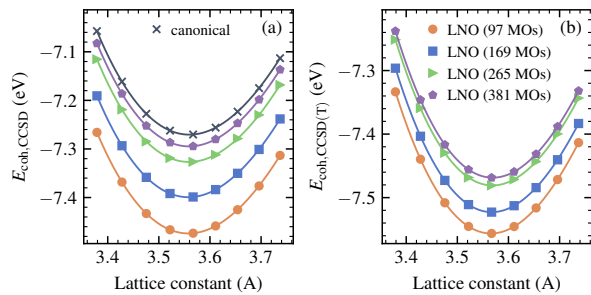 canonical
(a)
(b)
LNO (97 MOs)
LNO (169 MOs)
LNO (265 MOs)
LNO (381 MOs)
E_coh,CCSD (eV)
−7.1
−7.2
−7.3
−7.4
3.4 3.5 3.6 3.7
Lattice constant (A)
E_coh,CCSD(T) (eV)
−7.3
−7.4
−7.5
3.4 3.5 3.6 3.7
Lattice constant (A)